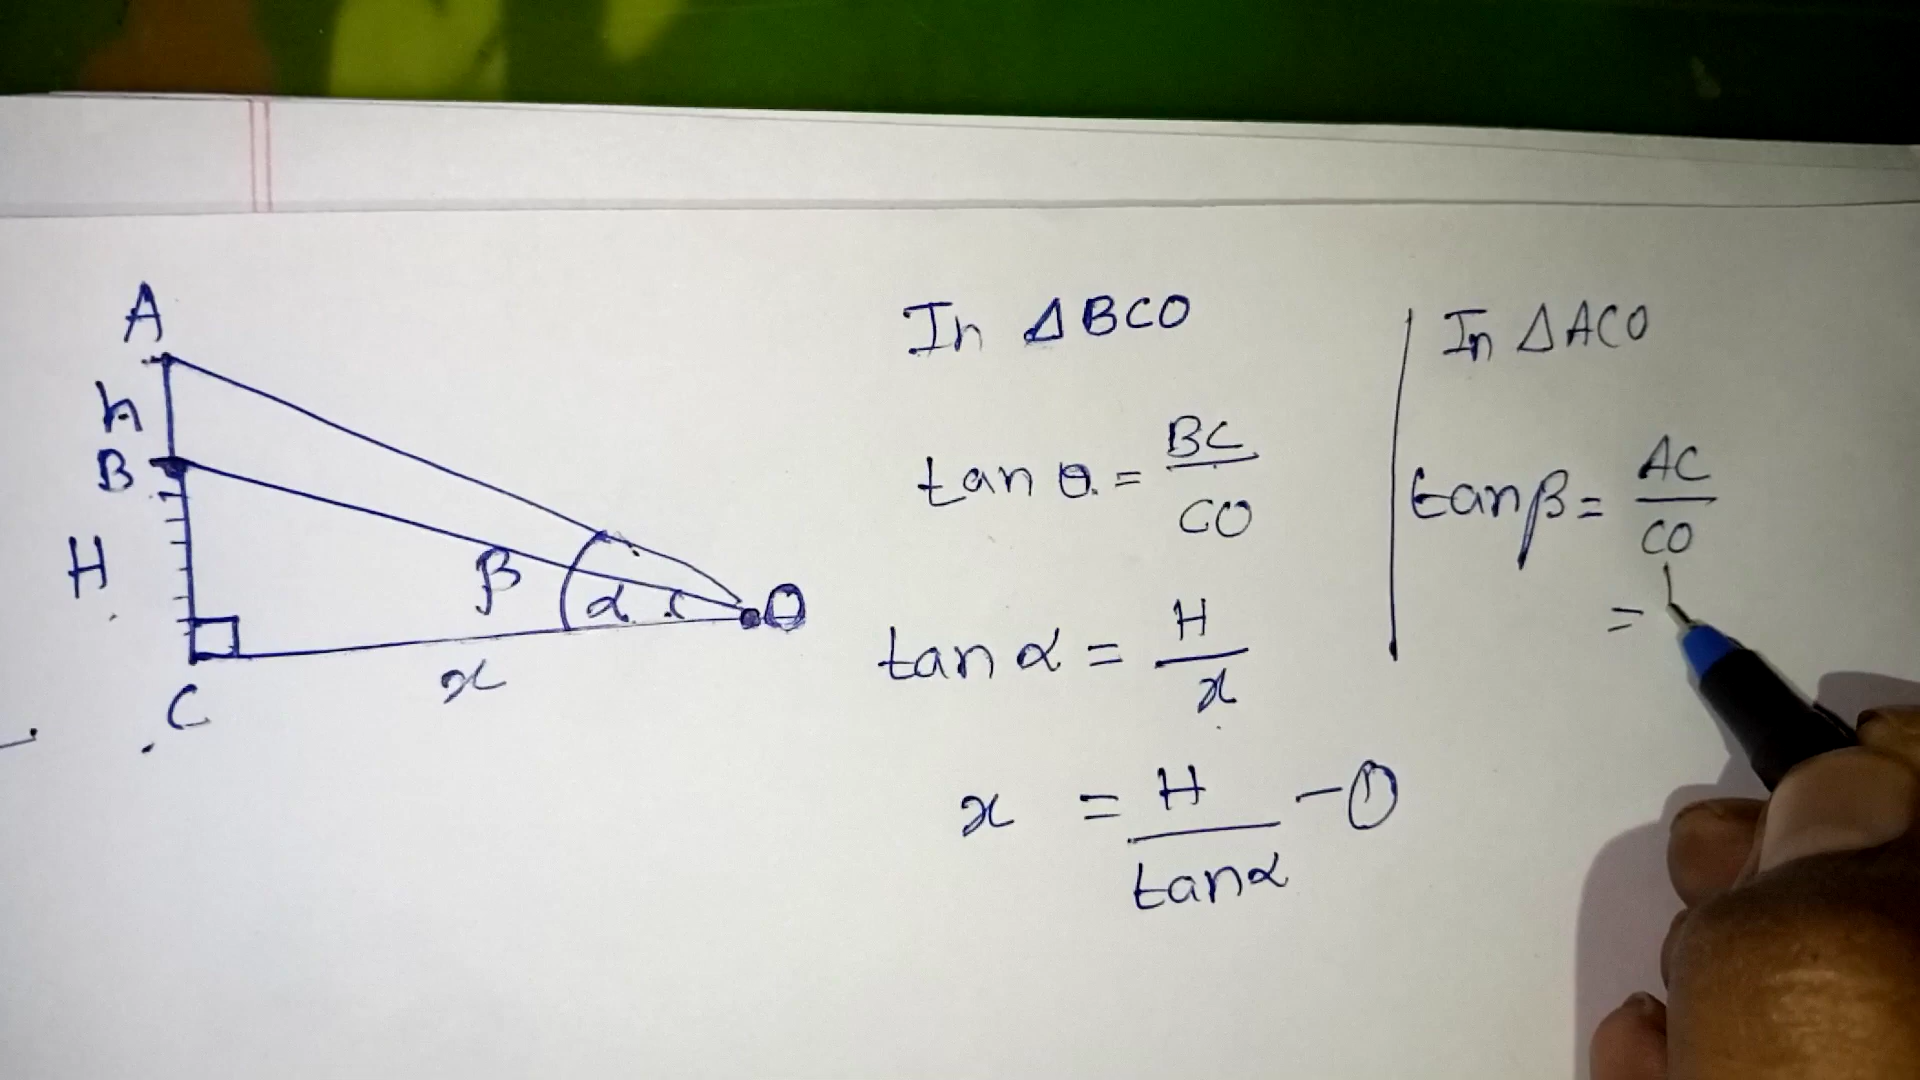 A
h
B
H
C
x
β
α
O
In ΔBCO
tan θ = BC/CO
tan α = H/x
x = H/tanα -①
In ΔACO
tanβ = AC/CO
=